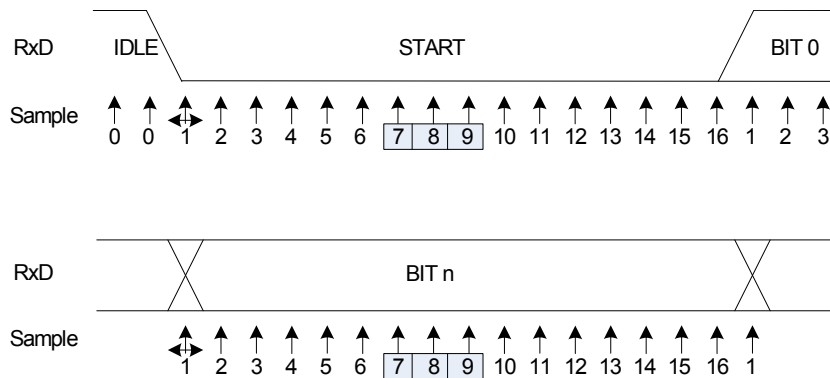 RxD IDLE START BIT 0
Sample
0 0 1 2 3 4 5 6 7 8 9 10 11 12 13 14 15 16 1 2 3
RxD BIT n
Sample
1 2 3 4 5 6 7 8 9 10 11 12 13 14 15 16 1